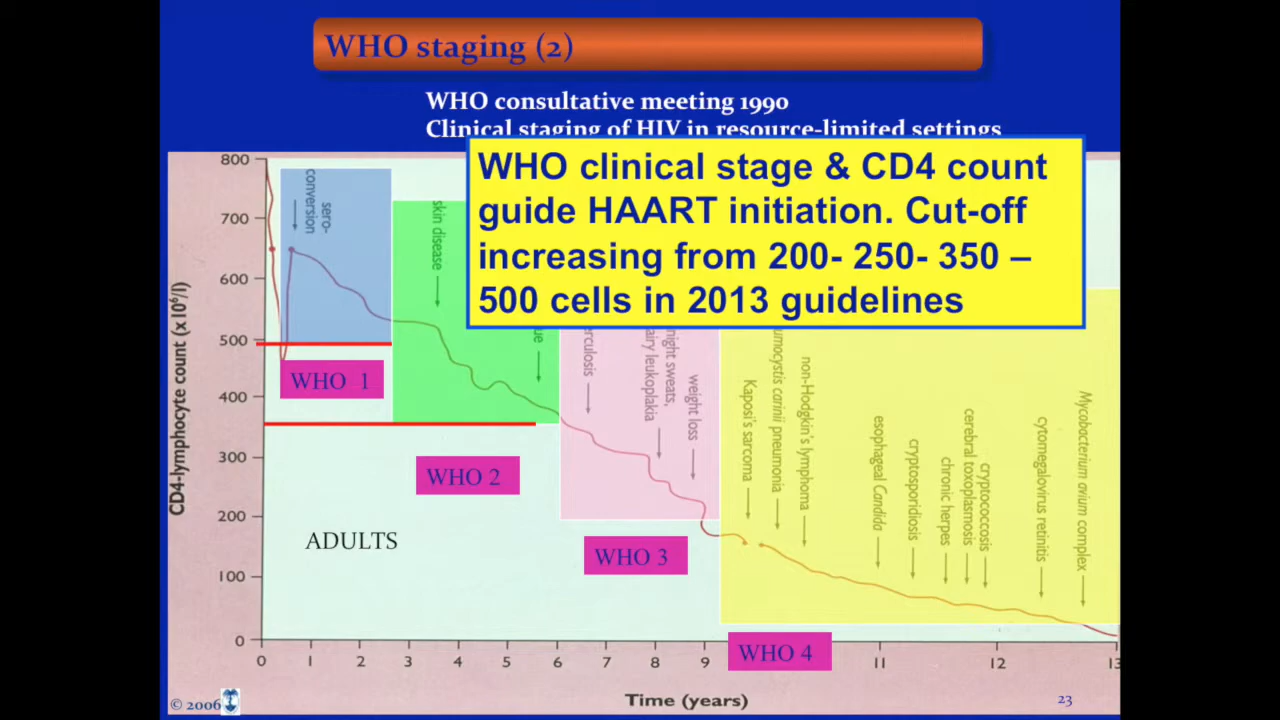 WHO staging (2)
WHO consultative meeting 1990
Clinical staging of HIV in resource-limited settings
WHO clinical stage & CD4 count
guide HAART initiation. Cut-off
increasing from 200- 250- 350 –
500 cells in 2013 guidelines
CD4-lymphocyte count (x10⁶/l)
800
700
600
500
400
300
200
100
0
sero-
conversion
skin disease
night sweats,
weight loss
Kaposi's sarcoma
carinii pneumonia
non-Hodgkin's lymphoma
esophageal Candida
cryptosporidiosis
chronic herpes
cerebral toxoplasmosis
cryptococcosis
cytomegalovirus retinitis
Mycobacterium avium complex
WHO 1
WHO 2
WHO 3
WHO 4
ADULTS
0 1 2 3 4 5 6 7 8 9 11 12 13
Time (years)
© 2006
23